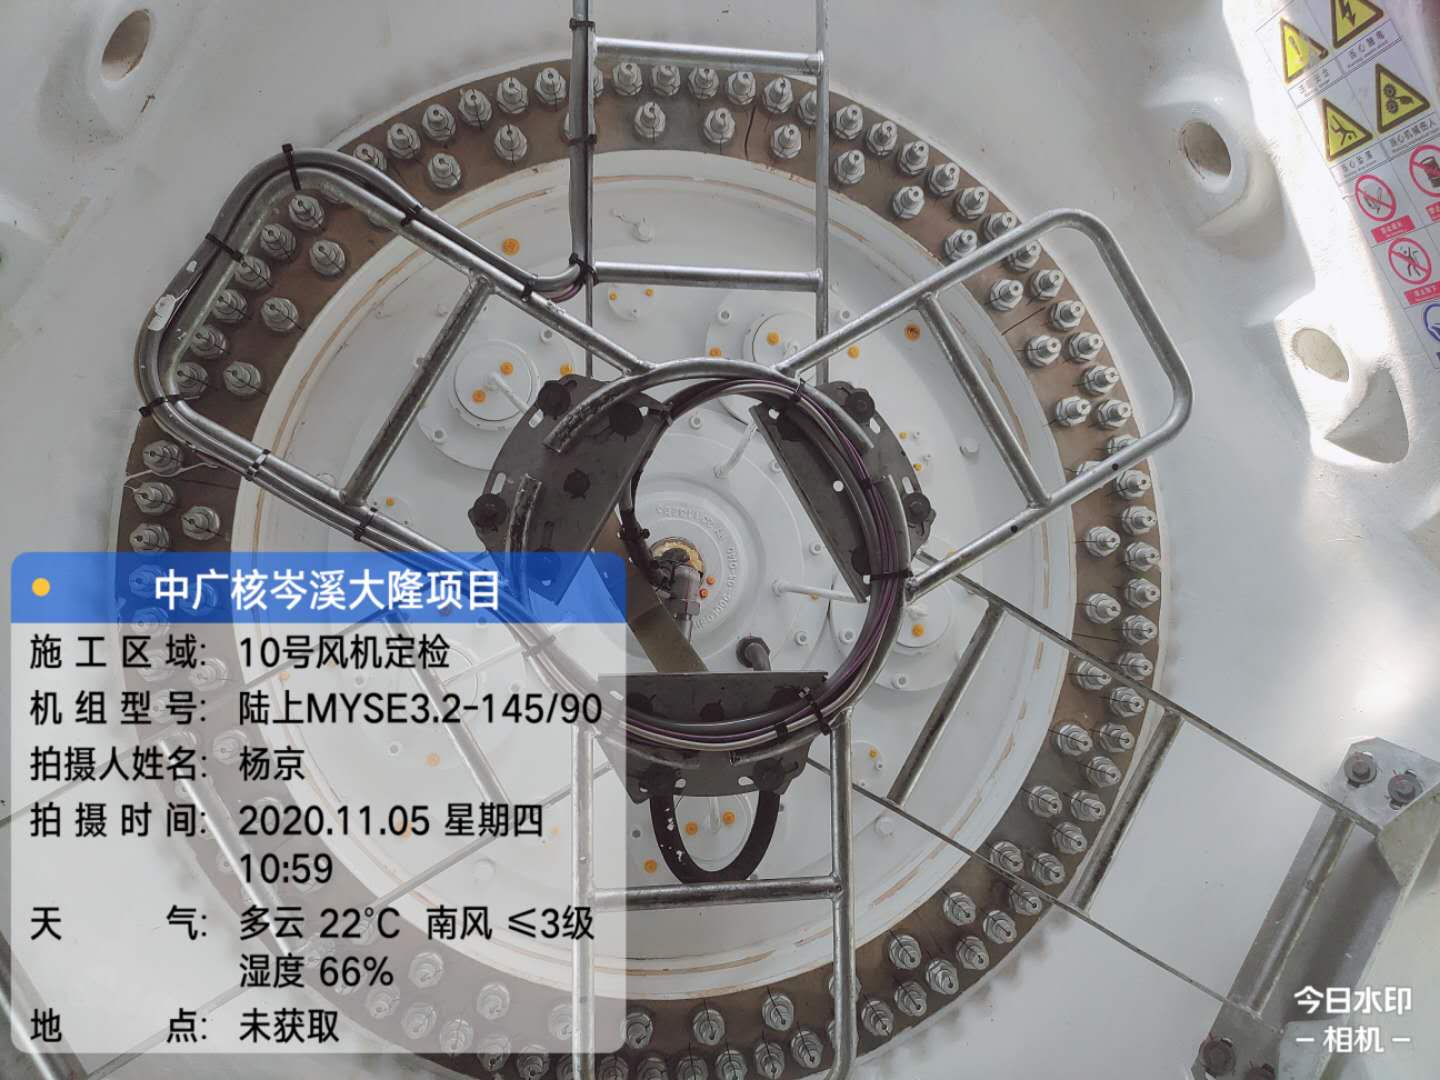 中广核岑溪大隆项目
施工区域: 10号风机定检
机组型号: 陆上MYSE3.2-145/90
拍摄人姓名: 杨京
拍摄时间: 2020.11.05 星期四
10:59
天气: 多云 22℃ 南风 ≤3级
湿度 66%
地点: 未获取
今日水印
相机